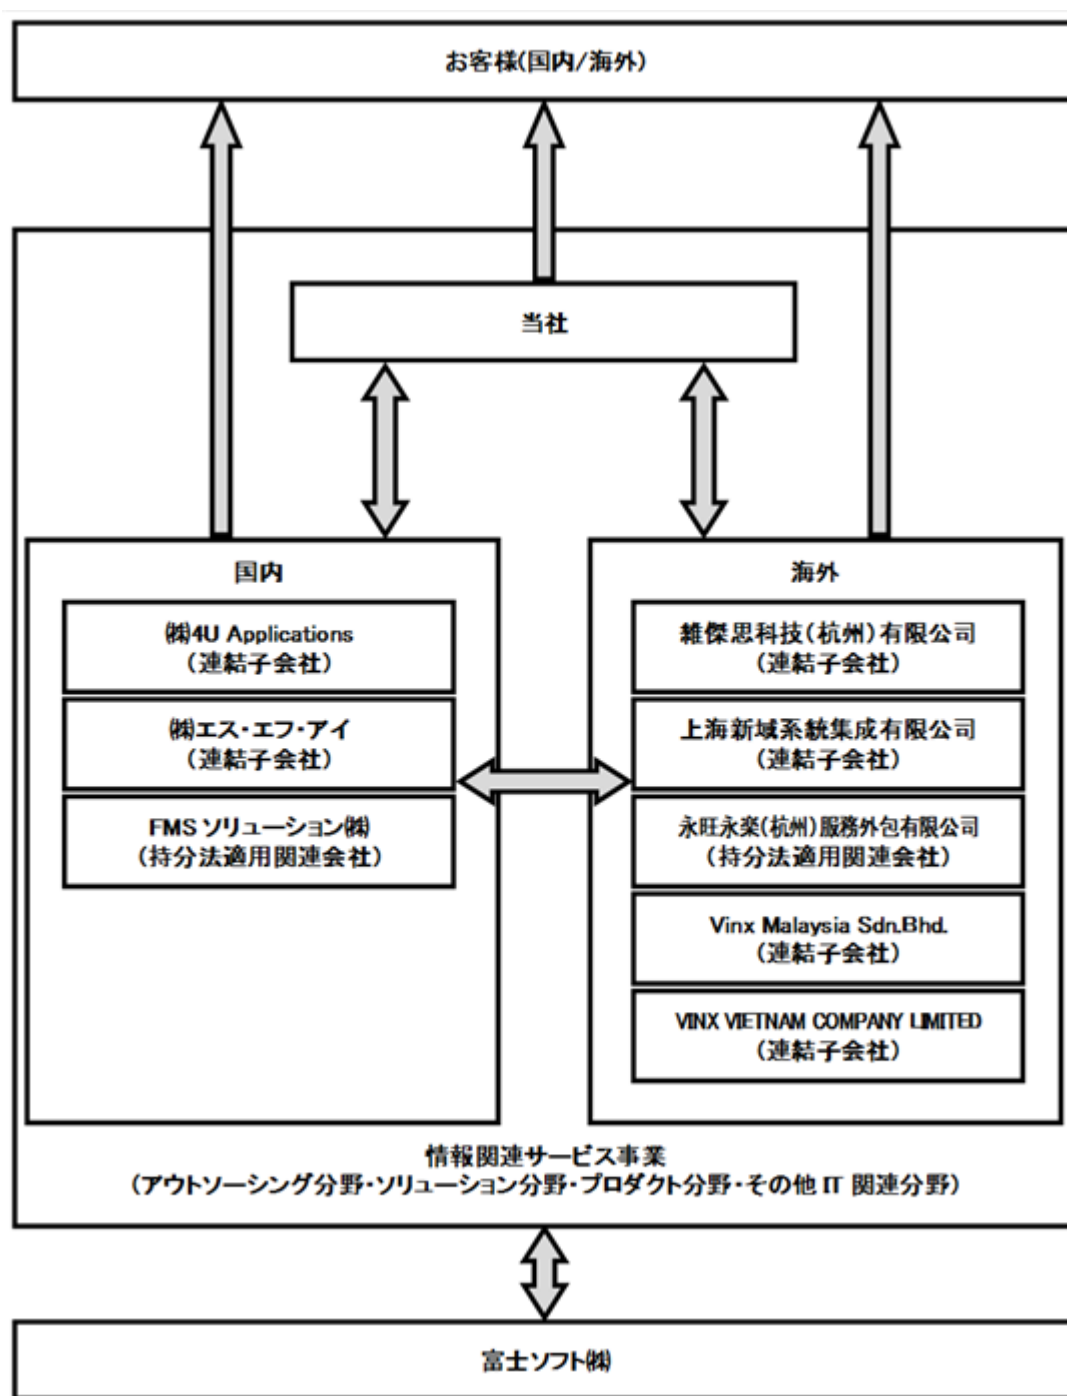 お客様(国内/海外)
当社
国内
㈱4U Applications
(連結子会社)
㈱エス・エフ・アイ
(連結子会社)
FMS ソリューション㈱
(持分法適用関連会社)
海外
維傑思科技(杭州)有限公司
(連結子会社)
上海新域系統集成有限公司
(連結子会社)
永旺永楽(杭州)服務外包有限公司
(持分法適用関連会社)
Vinx Malaysia Sdn.Bhd.
(連結子会社)
VINX VIETNAM COMPANY LIMITED
(連結子会社)
情報関連サービス事業
(アウトソーシング分野・ソリューション分野・プロダクト分野・その他 IT 関連分野)
富士ソフト㈱